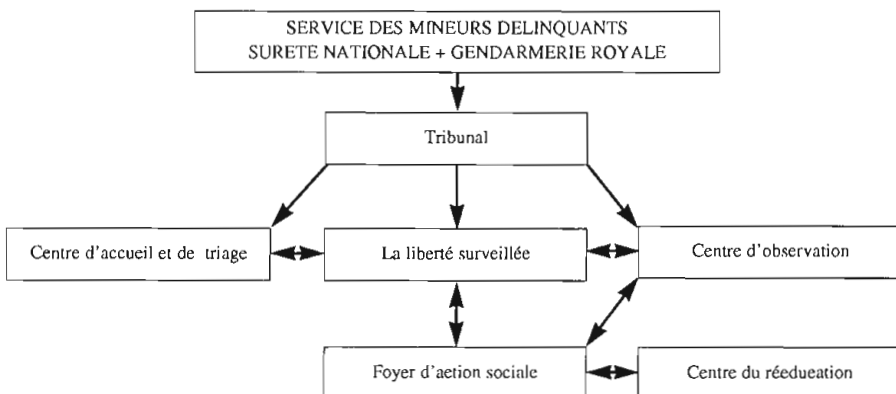 SERVICE DES MINEURS DELINQUANTS
SURETE NATIONALE + GENDARMERIE ROYALE
Tribunal
Centre d'accueil et de triage
La liberté surveillée
Centre d'observation
Foyer d'aetion sociale
Centre du réedueation